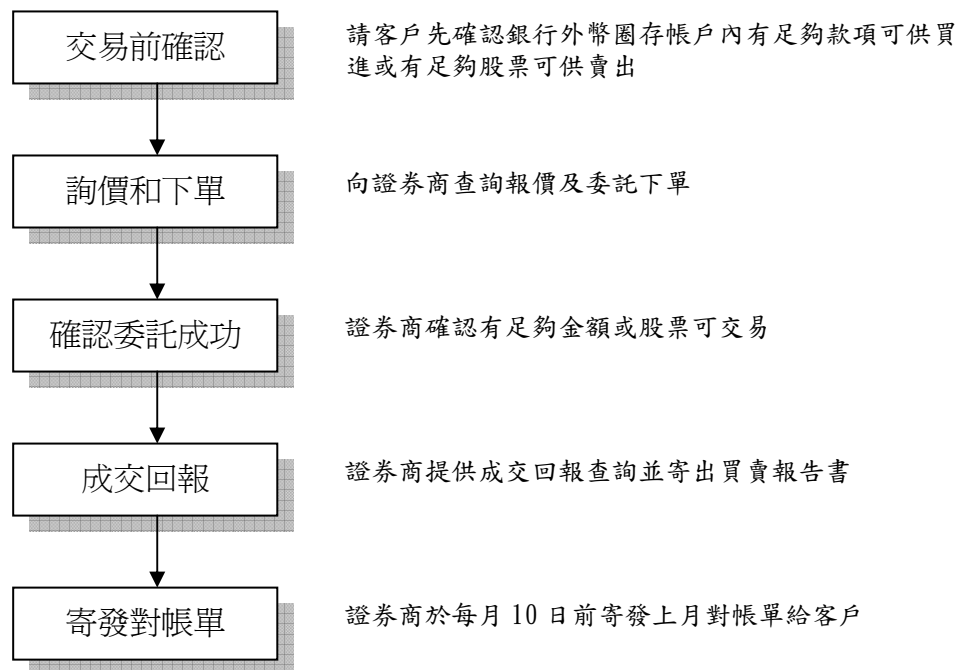 交易前確認
請客戶先確認銀行外幣圈存帳戶內有足夠款項可供買
進或有足夠股票可供賣出
詢價和下單
向證券商查詢報價及委託下單
確認委託成功
證券商確認有足夠金額或股票可交易
成交回報
證券商提供成交回報查詢並寄出買賣報告書
寄發對帳單
證券商於每月 10 日前寄發上月對帳單給客戶